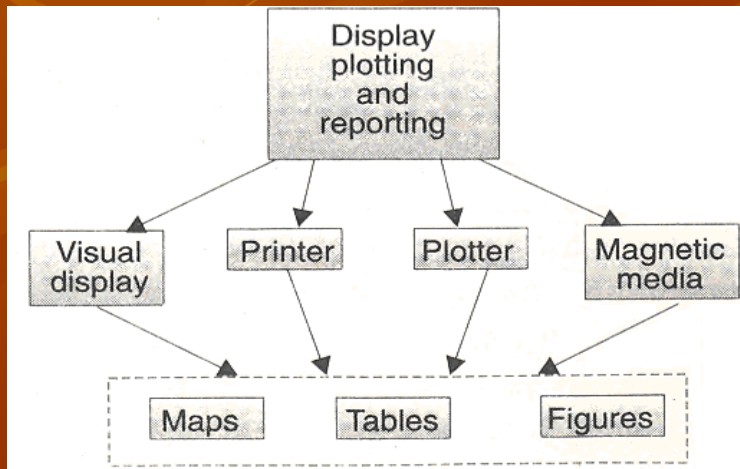 Display
plotting
and
reporting
Visual
display
Printer
Plotter
Magnetic
media
Maps
Tables
Figures